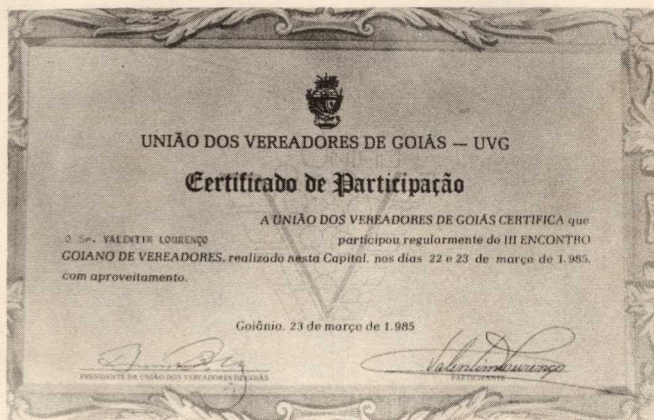 UNIÃO DOS VEREADORES DE GOIÁS — UVG
Certificado de Participação
A UNIÃO DOS VEREADORES DE GOIÁS CERTIFICA que
O Sr. VALENTIM LOURENÇO participou regularmente do III ENCONTRO
GOIANO DE VEREADORES, realizado nesta Capital, nos dias 22 e 23 de março de 1.985,
com aproveitamento.
Goiânia, 23 de março de 1.985
Valentim Lourenço
PRESIDENTE DA UNIÃO DOS VEREADORES DE GOIÁS
PARTICIPANTE